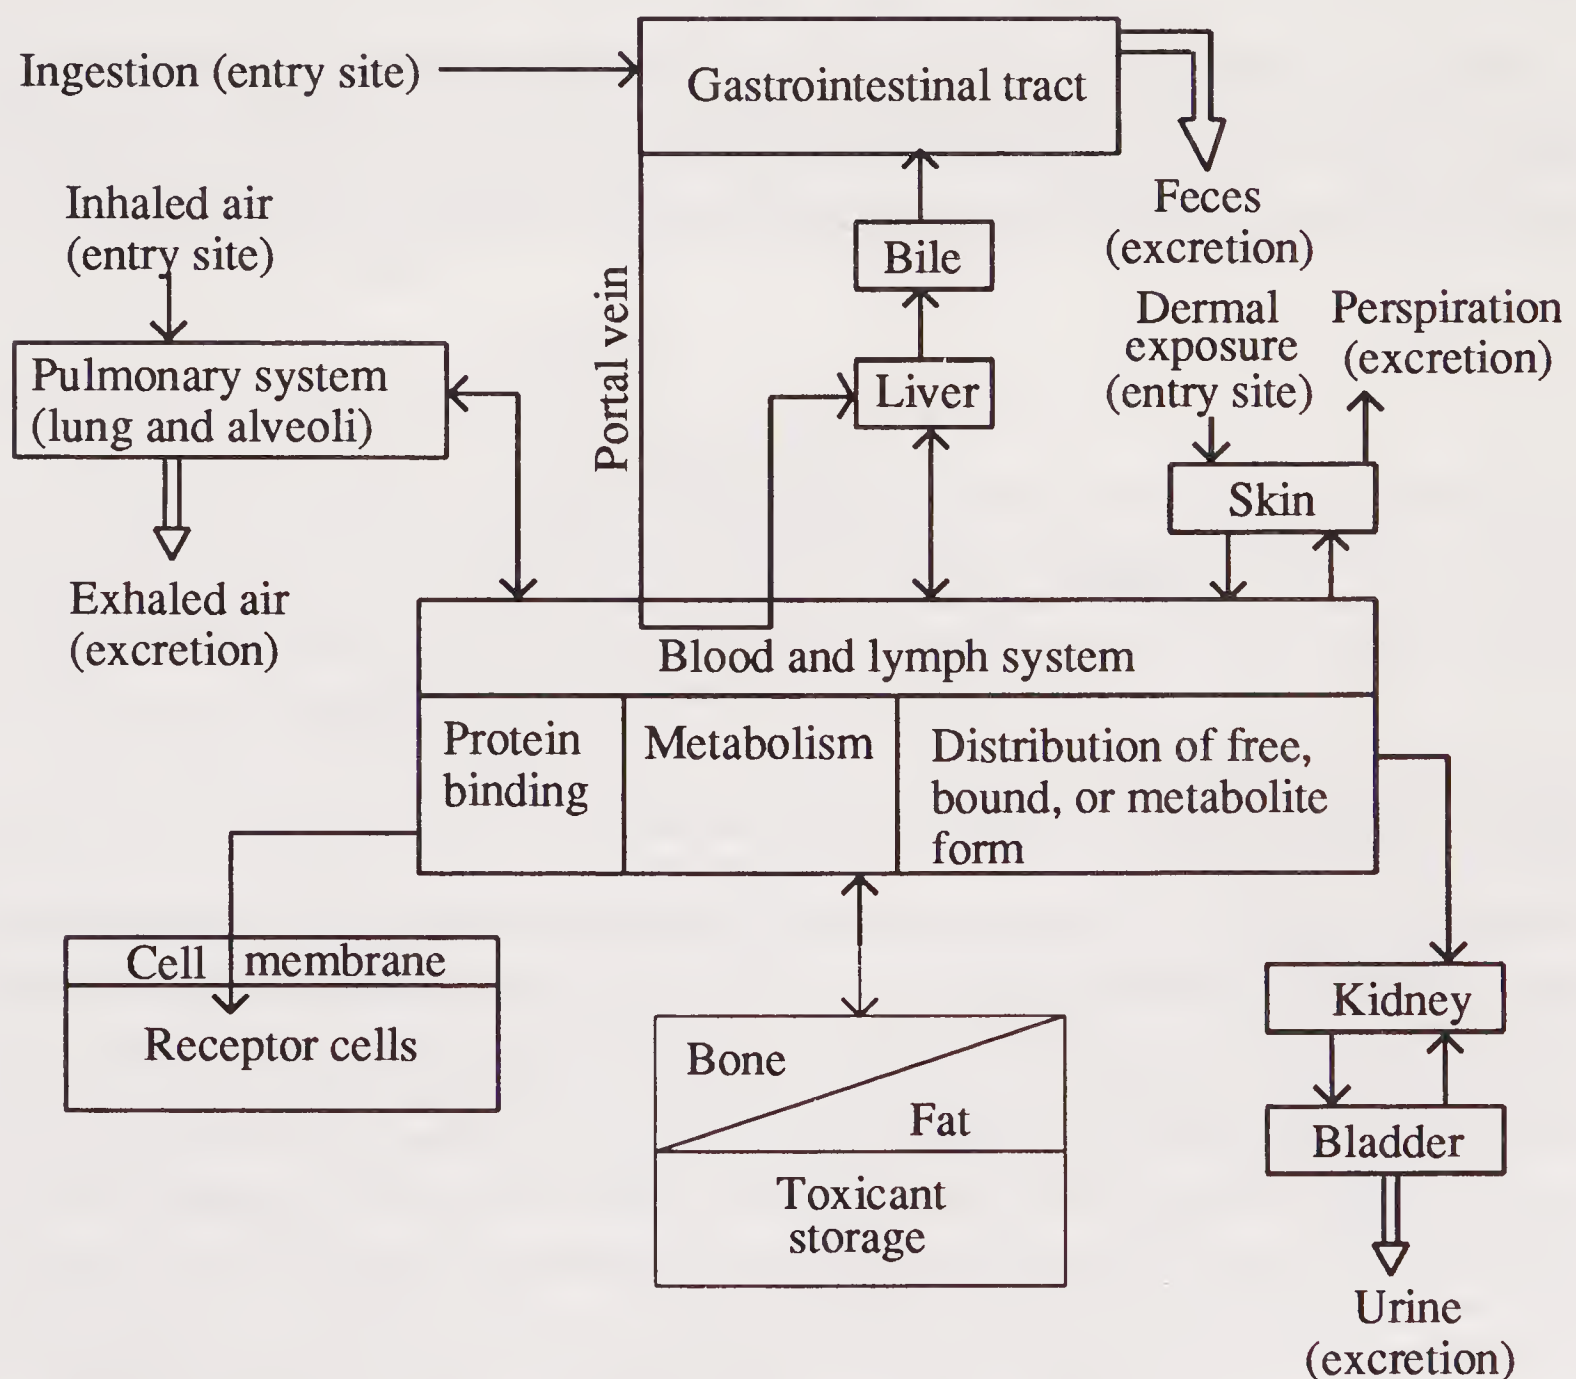 Ingestion (entry site)
Gastrointestinal tract
Feces
(excretion)
Inhaled air
(entry site)
Bile
Portal vein
Dermal
exposure
(entry site)
Perspiration
(excretion)
Pulmonary system
(lung and alveoli)
Liver
Skin
Exhaled air
(excretion)
Blood and lymph system
Protein
binding
Metabolism
Distribution of free,
bound, or metabolite
form
Cell membrane
Receptor cells
Kidney
Bone
Fat
Bladder
Toxicant
storage
Urine
(excretion)